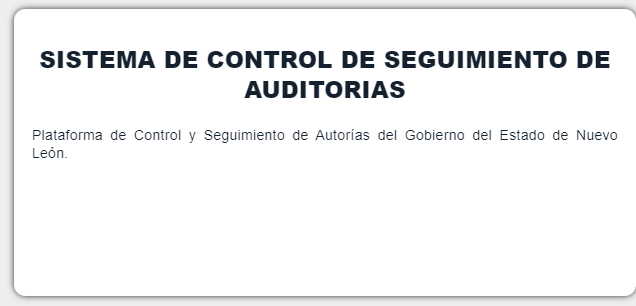 SISTEMA DE CONTROL DE SEGUIMIENTO DE
AUDITORIAS
Plataforma de Control y Seguimiento de Autorías del Gobierno del Estado de Nuevo
León.